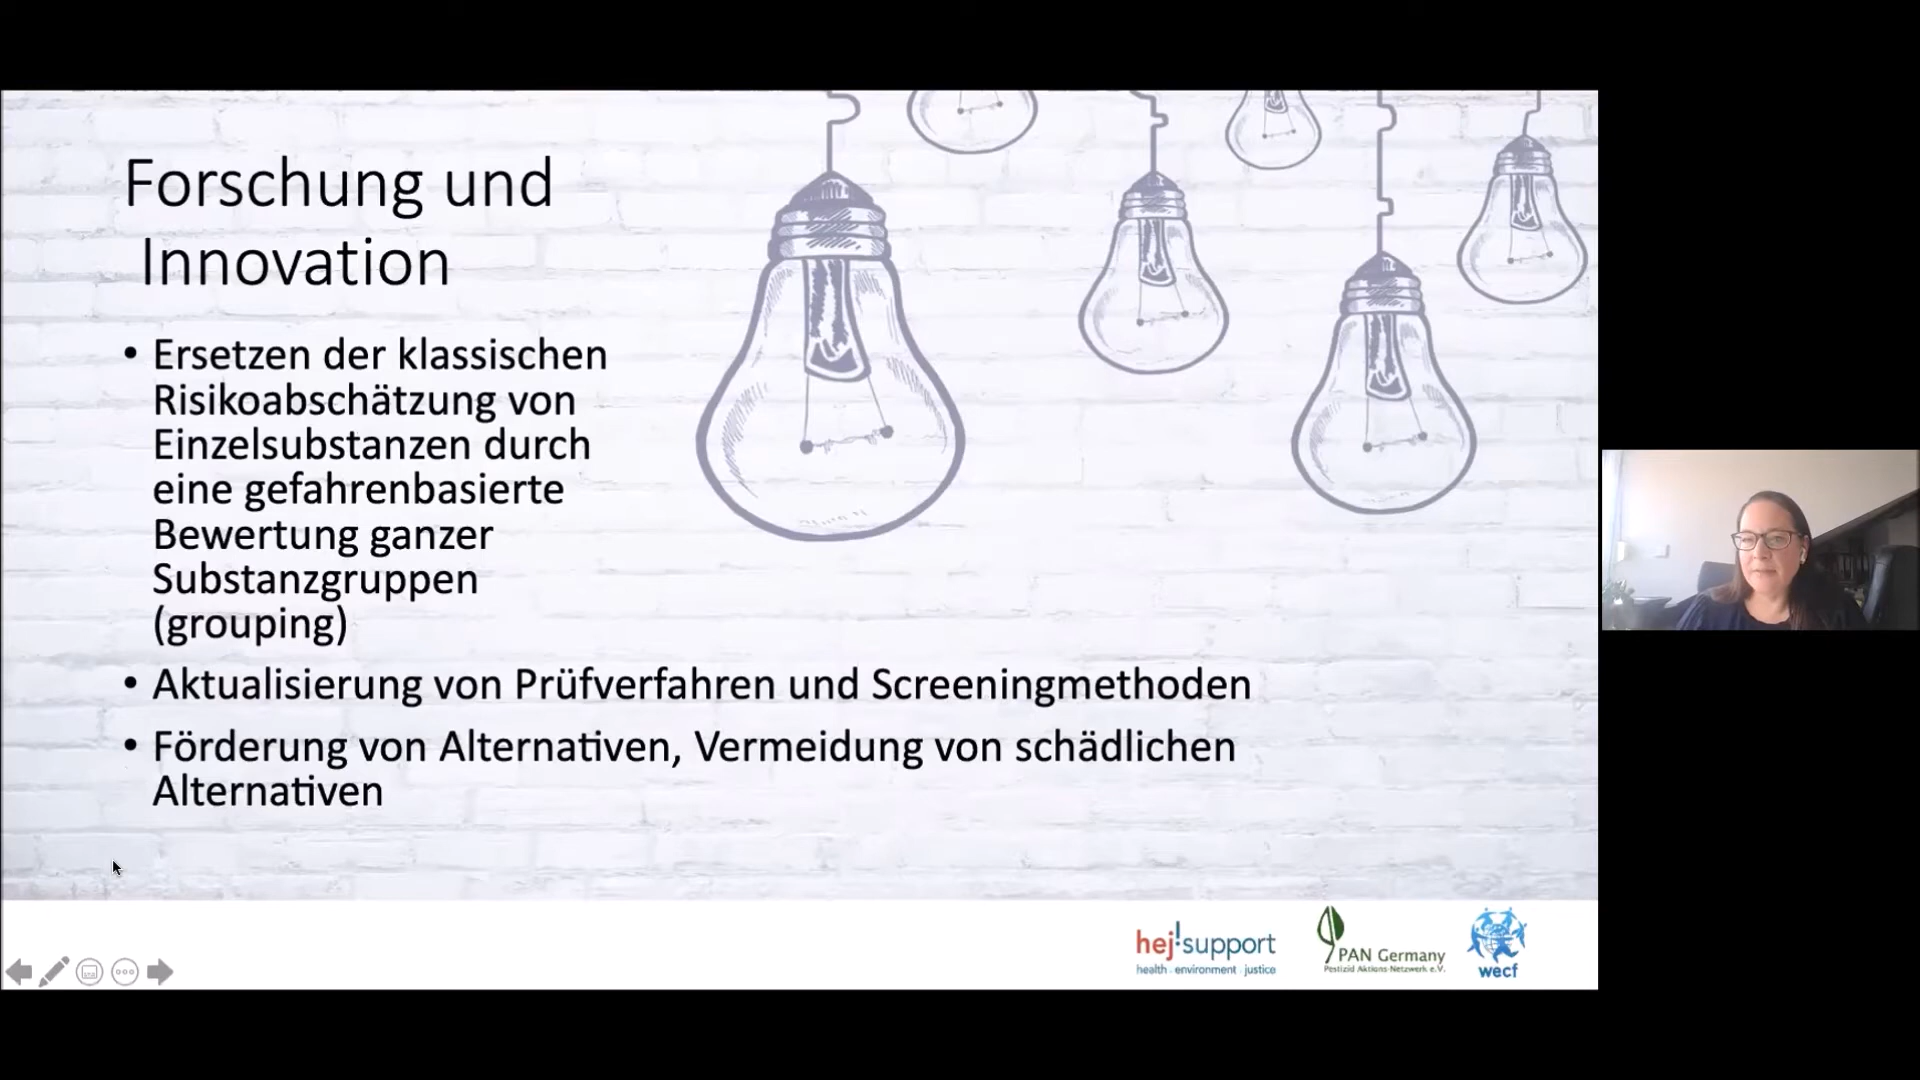 Forschung und
Innovation
• Ersetzen der klassischen
Risikoabschätzung von
Einzelsubstanzen durch
eine gefahrenbasierte
Bewertung ganzer
Substanzgruppen
(grouping)
• Aktualisierung von Prüfverfahren und Screeningmethoden
• Förderung von Alternativen, Vermeidung von schädlichen
Alternativen
hej!support
health . environment . justice
PAN Germany
Pestizid Aktions-Netzwerk e.V.
wecf